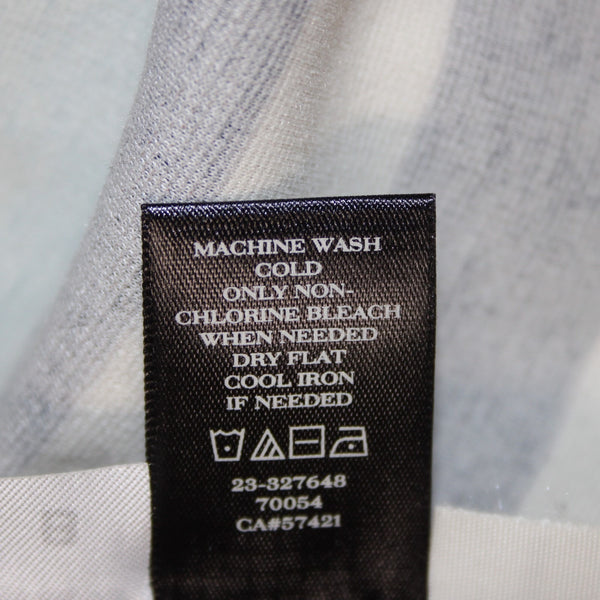 MACHINE WASH
COLD
ONLY NON-
CHLORINE BLEACH
WHEN NEEDED
DRY FLAT
COOL IRON
IF NEEDED
23-327648
70054
CA#57421